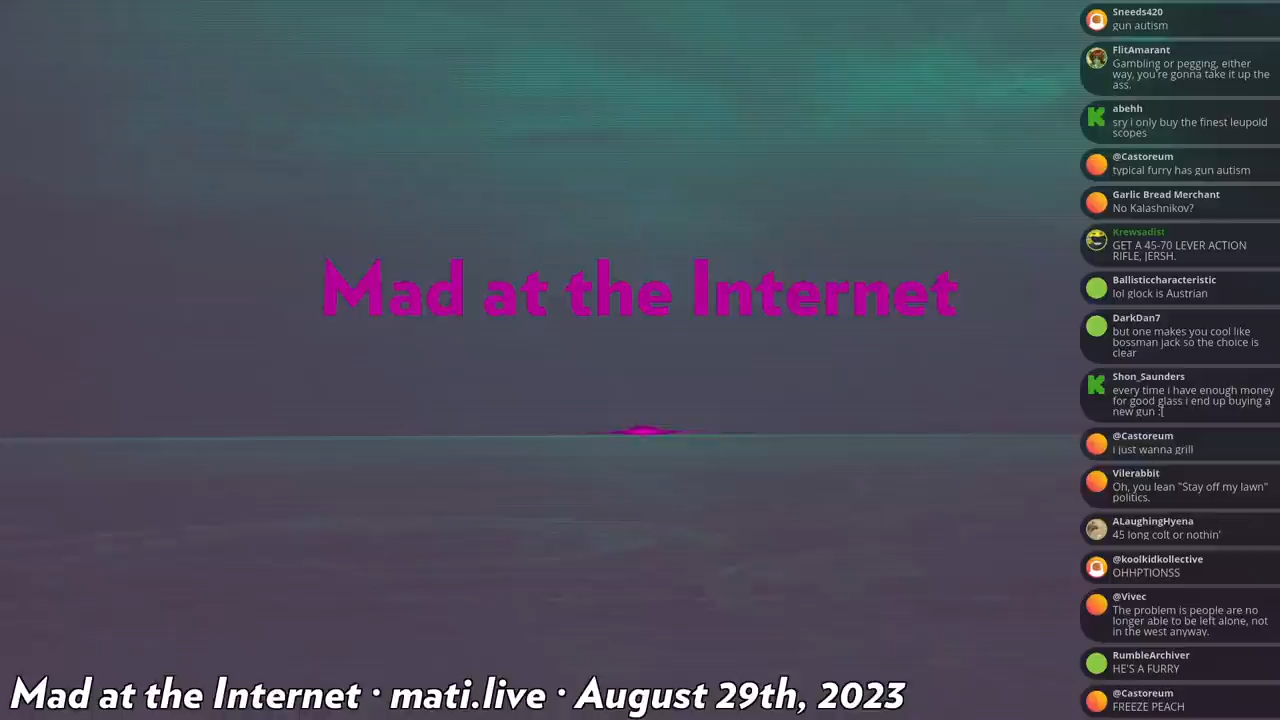 Mad at the Internet
Mad at the Internet · mati.live · August 29th, 2023
Sneeds420
gun autism
FlitAmarant
Gambling or pegging, either
way, you're gonna take it up the
ass.
abehh
sry i only buy the finest leupold
scopes
@Castoreum
typical furry has gun autism
Garlic Bread Merchant
No Kalashnikov?
Krewsadist
GET A 45-70 LEVER ACTION
RIFLE, JERSH.
Ballisticcharacteristic
lol glock is Austrian
DarkDan7
but one makes you cool like
bossman jack so the choice is
clear
Shon_Saunders
every time i have enough money
for good glass i end up buying a
new gun :[
@Castoreum
i just wanna grill
Vilerabbit
Oh, you lean "Stay off my lawn"
politics.
ALaughingHyena
45 long colt or nothin'
@koolkidkollective
OHHPTIONSS
@Vivec
The problem is people are no
longer able to be left alone, not
in the west anyway.
RumbleArchiver
HE'S A FURRY
@Castoreum
FREEZE PEACH